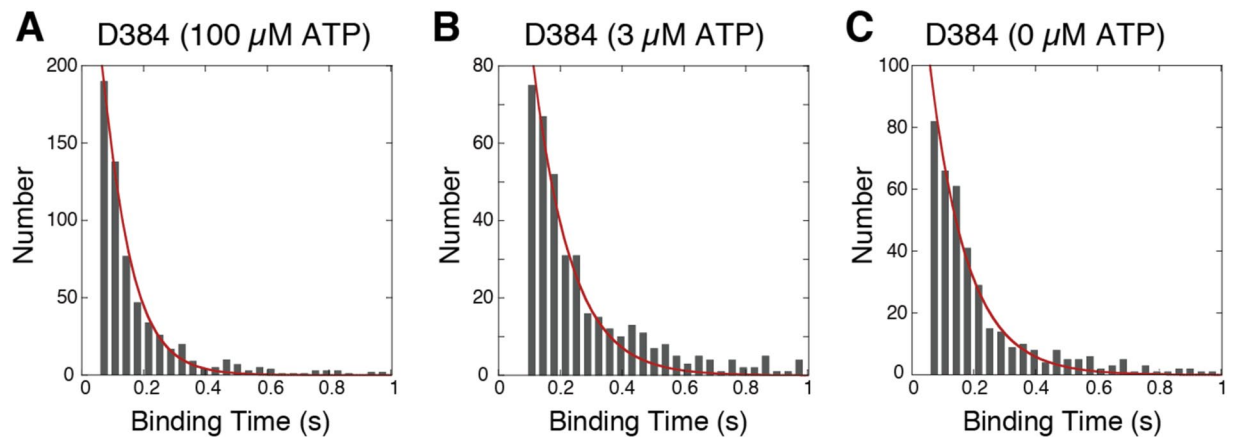 A D384 (100 µM ATP)
Number
200
150
100
50
0
0 0.2 0.4 0.6 0.8 1
Binding Time (s)
B D384 (3 µM ATP)
Number
80
60
40
20
0
0 0.2 0.4 0.6 0.8 1
Binding Time (s)
C D384 (0 µM ATP)
Number
100
80
60
40
20
0
0 0.2 0.4 0.6 0.8 1
Binding Time (s)